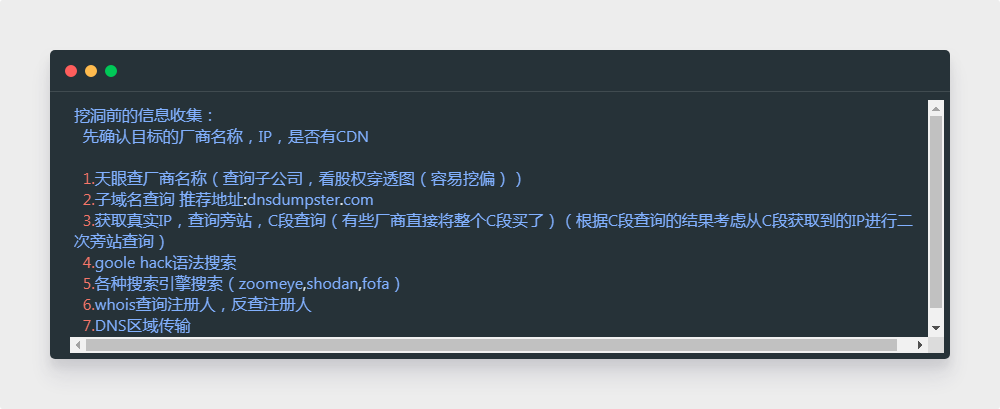 挖洞前的信息收集：
先确认目标的厂商名称，IP，是否有CDN
1.天眼查厂商名称（查询子公司，看股权穿透图（容易挖偏））
2.子域名查询 推荐地址:dnsdumpster.com
3.获取真实IP，查询旁站，C段查询（有些厂商直接将整个C段买了）（根据C段查询的结果考虑从C段获取到的IP进行二
次旁站查询）
4.goole hack语法搜索
5.各种搜索引擎搜索（zoomeye,shodan,fofa）
6.whois查询注册人，反查注册人
7.DNS区域传输